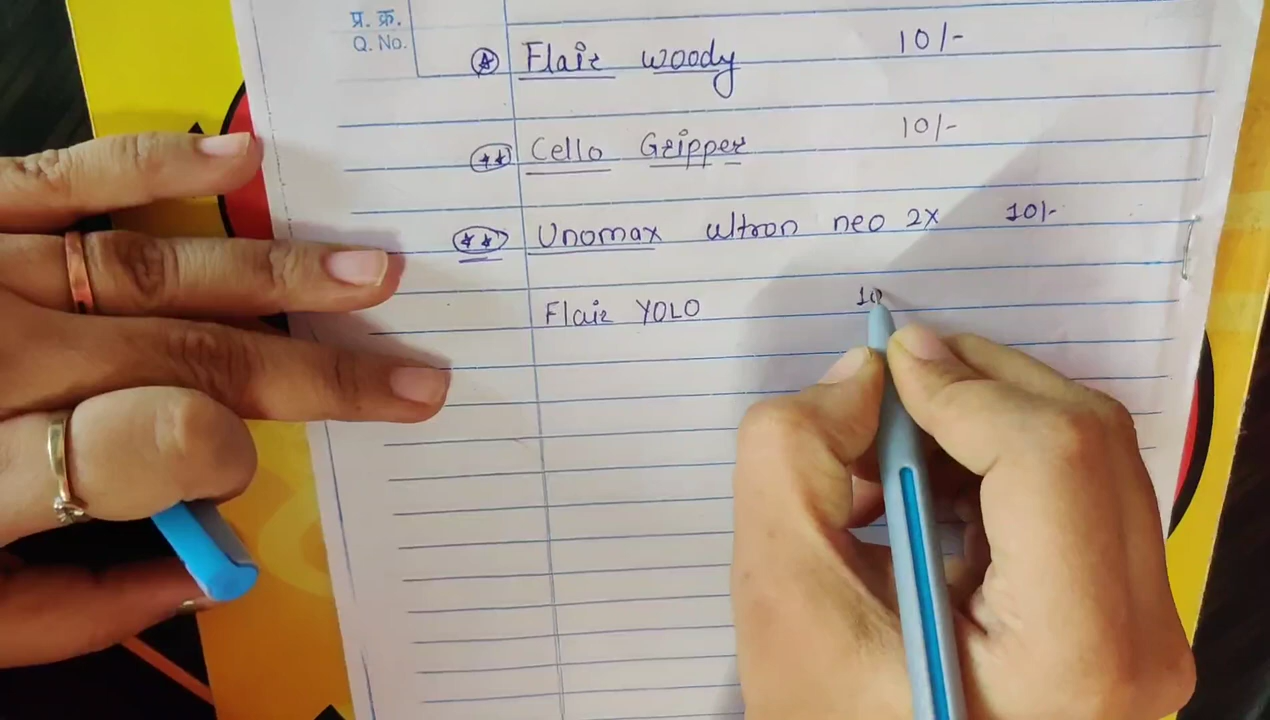 प्र. क्र.
Q. No.
Flair woody 10/-
Cello Gripper 10/-
Unomax ultron neo 2X 10/-
Flair YOLO 10